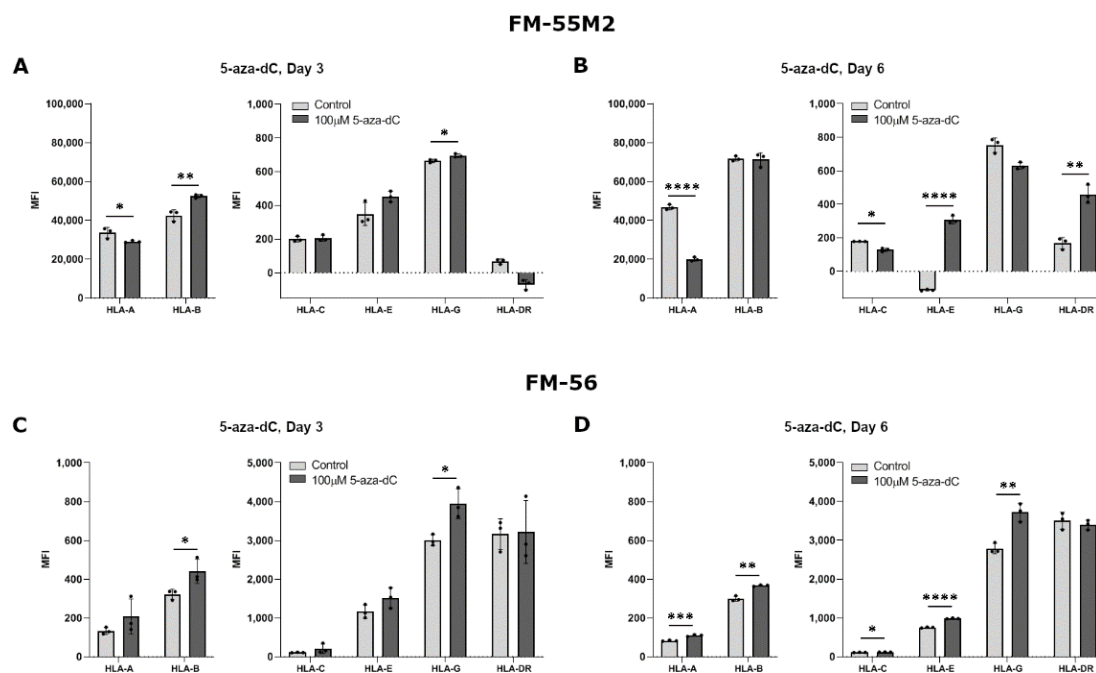 FM-55M2
A
5-aza-dC, Day 3
MFI
100,000
80,000
60,000
40,000
20,000
0
*
**
HLA-A
HLA-B
MFI
1,000
800
600
400
200
0
Control
100μM 5-aza-dC
*
HLA-C
HLA-E
HLA-G
HLA-DR
B
5-aza-dC, Day 6
MFI
100,000
80,000
60,000
40,000
20,000
0
****
HLA-A
HLA-B
MFI
1,000
800
600
400
200
0
Control
100μM 5-aza-dC
*
****
**
HLA-C
HLA-E
HLA-G
HLA-DR
FM-56
C
5-aza-dC, Day 3
MFI
1,000
800
600
400
200
0
*
HLA-A
HLA-B
MFI
5,000
4,000
3,000
2,000
1,000
0
Control
100μM 5-aza-dC
*
HLA-C
HLA-E
HLA-G
HLA-DR
D
5-aza-dC, Day 6
MFI
1,000
800
600
400
200
0
***
**
HLA-A
HLA-B
MFI
5,000
4,000
3,000
2,000
1,000
0
Control
100μM 5-aza-dC
*
****
**
HLA-C
HLA-E
HLA-G
HLA-DR